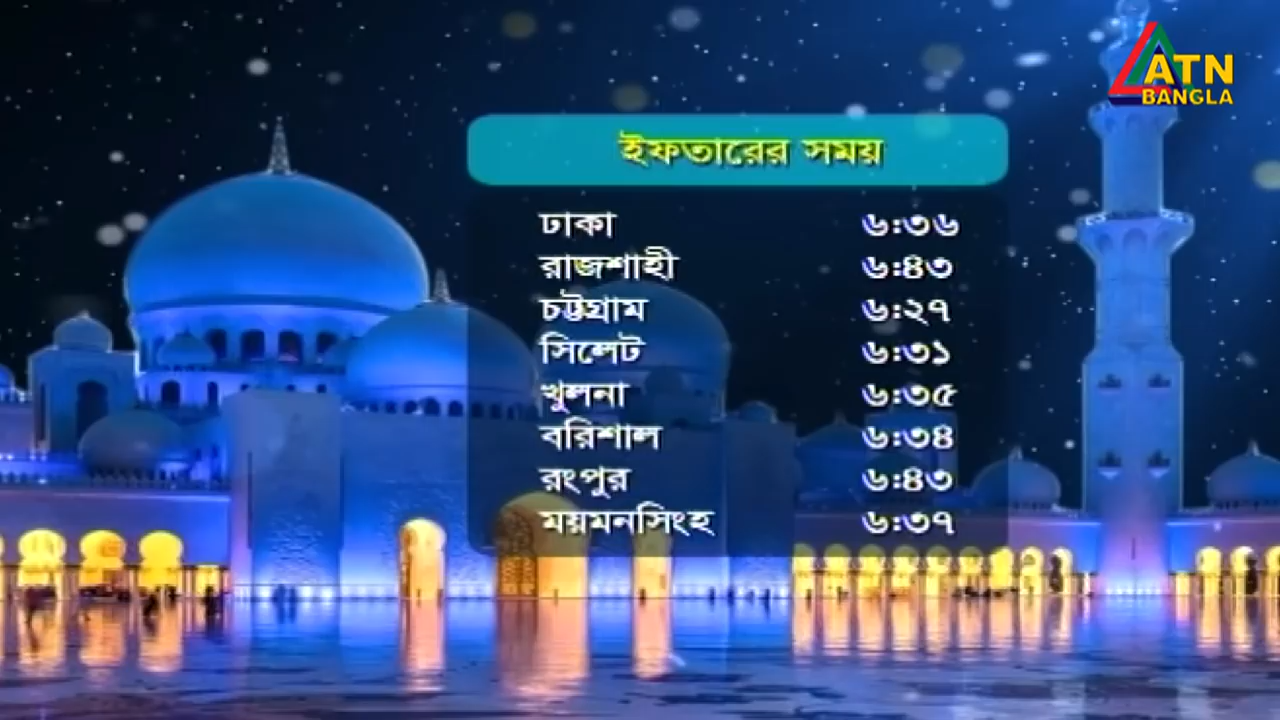 ATN
BANGLA
ইফতারের সময়
ঢাকা ৬:৩৬
রাজশাহী ৬:৪৩
চট্টগ্রাম ৬:২৭
সিলেট ৬:৩১
খুলনা ৬:৩৫
বরিশাল ৬:৩৪
রংপুর ৬:৪৩
ময়মনসিংহ ৬:৩৭